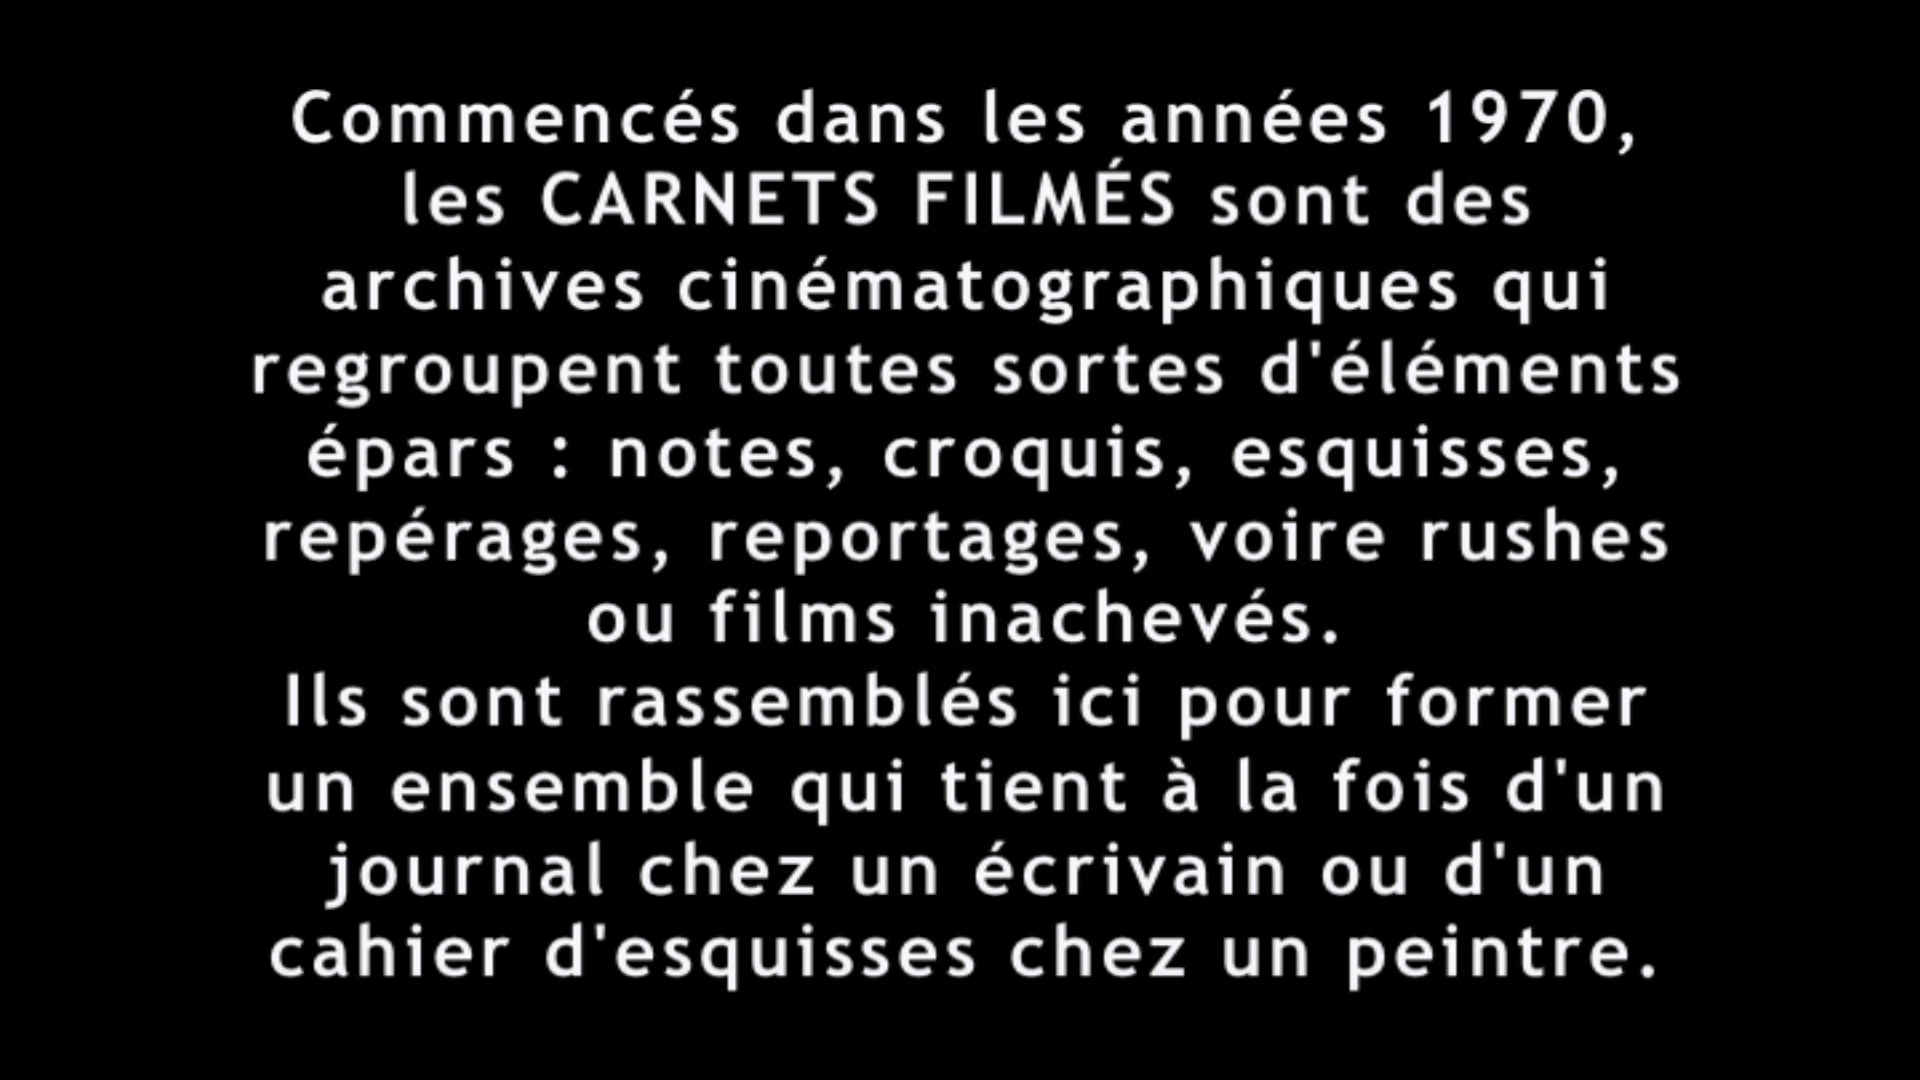 Commencés dans les années 1970,
les CARNETS FILMÉS sont des
archives cinématographiques qui
regroupent toutes sortes d'éléments
épars : notes, croquis, esquisses,
repérages, reportages, voire rushes
ou films inachevés.
Ils sont rassemblés ici pour former
un ensemble qui tient à la fois d'un
journal chez un écrivain ou d'un
cahier d'esquisses chez un peintre.